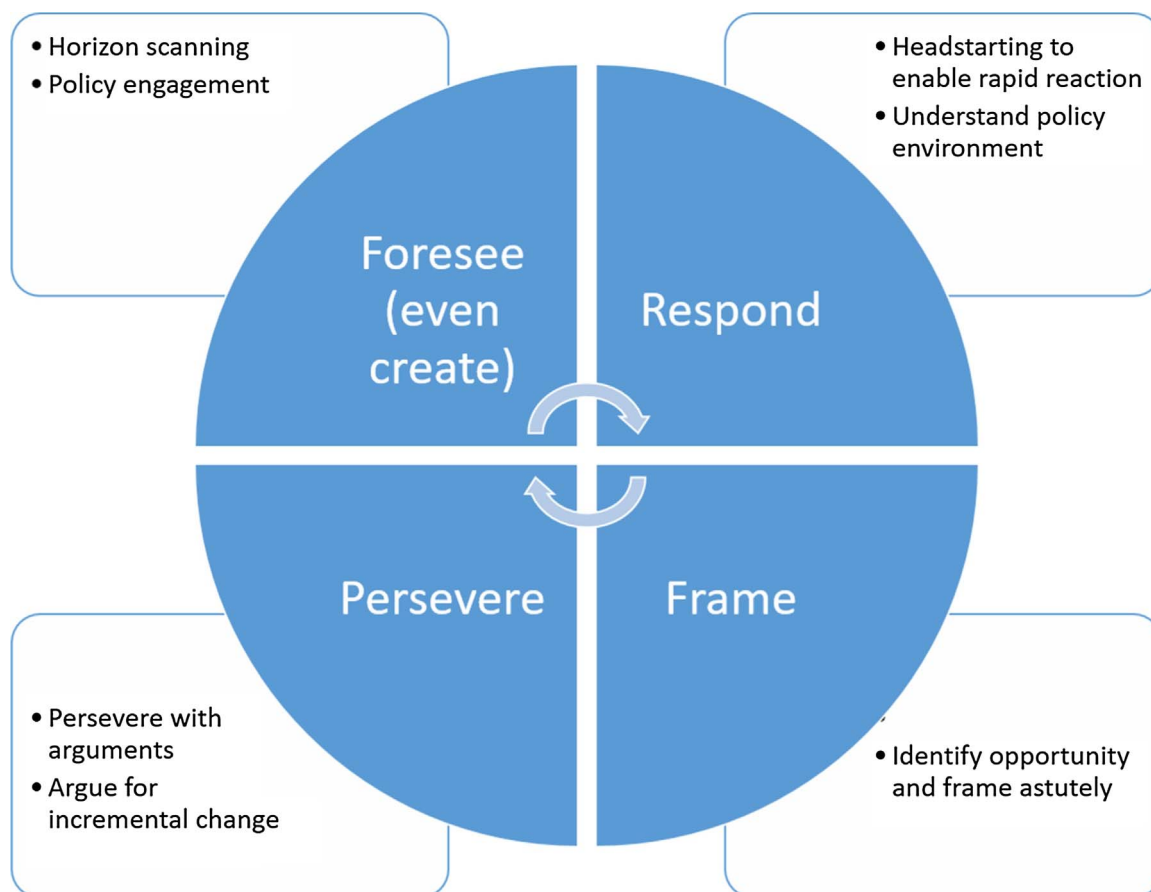 • Horizon scanning
• Policy engagement
• Headstarting to
enable rapid reaction
• Understand policy
environment
Foresee
(even
create)
Respond
Persevere
Frame
• Persevere with
arguments
• Argue for
incremental change
• Identify opportunity
and frame astutely